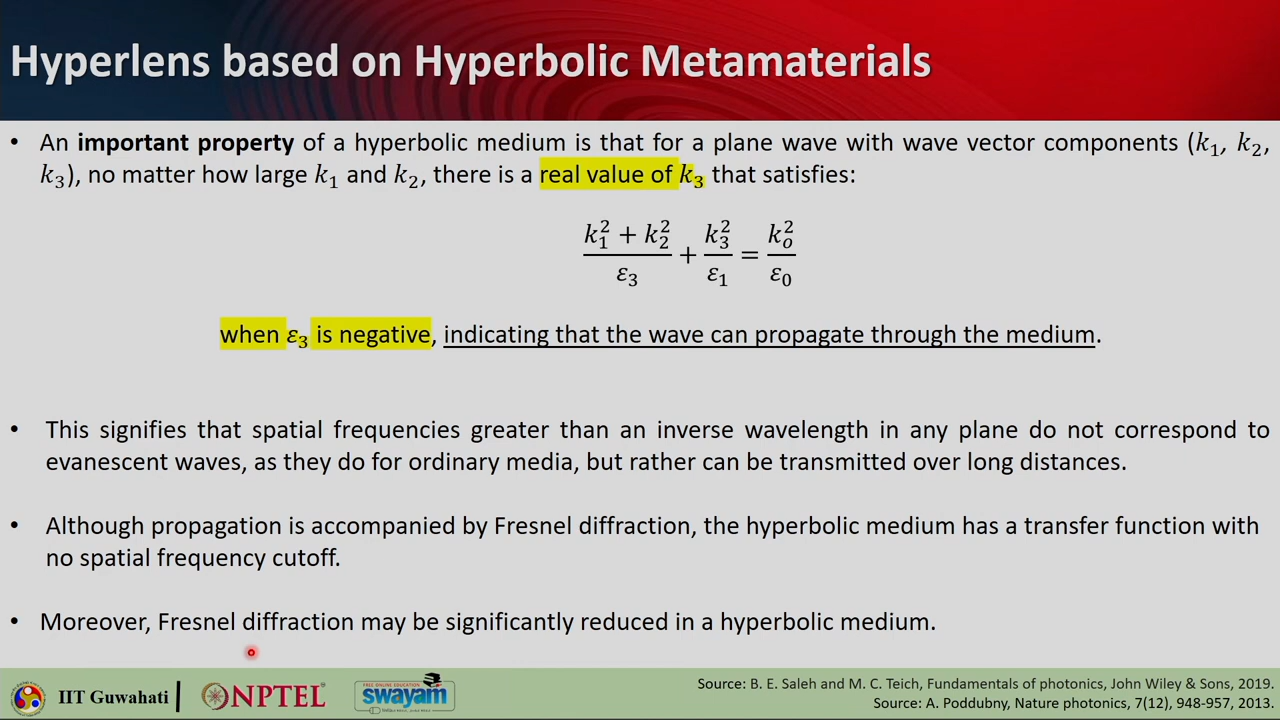 Hyperlens based on Hyperbolic Metamaterials
• An important property of a hyperbolic medium is that for a plane wave with wave vector components (k₁, k₂,
k₃), no matter how large k₁ and k₂, there is a real value of k₃ that satisfies:
(k₁² + k₂²)/ε₃ + k₃²/ε₁ = kₒ²/ε₀
when ε₃ is negative, indicating that the wave can propagate through the medium.
• This signifies that spatial frequencies greater than an inverse wavelength in any plane do not correspond to
evanescent waves, as they do for ordinary media, but rather can be transmitted over long distances.
• Although propagation is accompanied by Fresnel diffraction, the hyperbolic medium has a transfer function with
no spatial frequency cutoff.
• Moreover, Fresnel diffraction may be significantly reduced in a hyperbolic medium.
IIT Guwahati
NPTEL
FREE ONLINE EDUCATION
swayam
Source: B. E. Saleh and M. C. Teich, Fundamentals of photonics, John Wiley & Sons, 2019.
Source: A. Poddubny, Nature photonics, 7(12), 948-957, 2013.